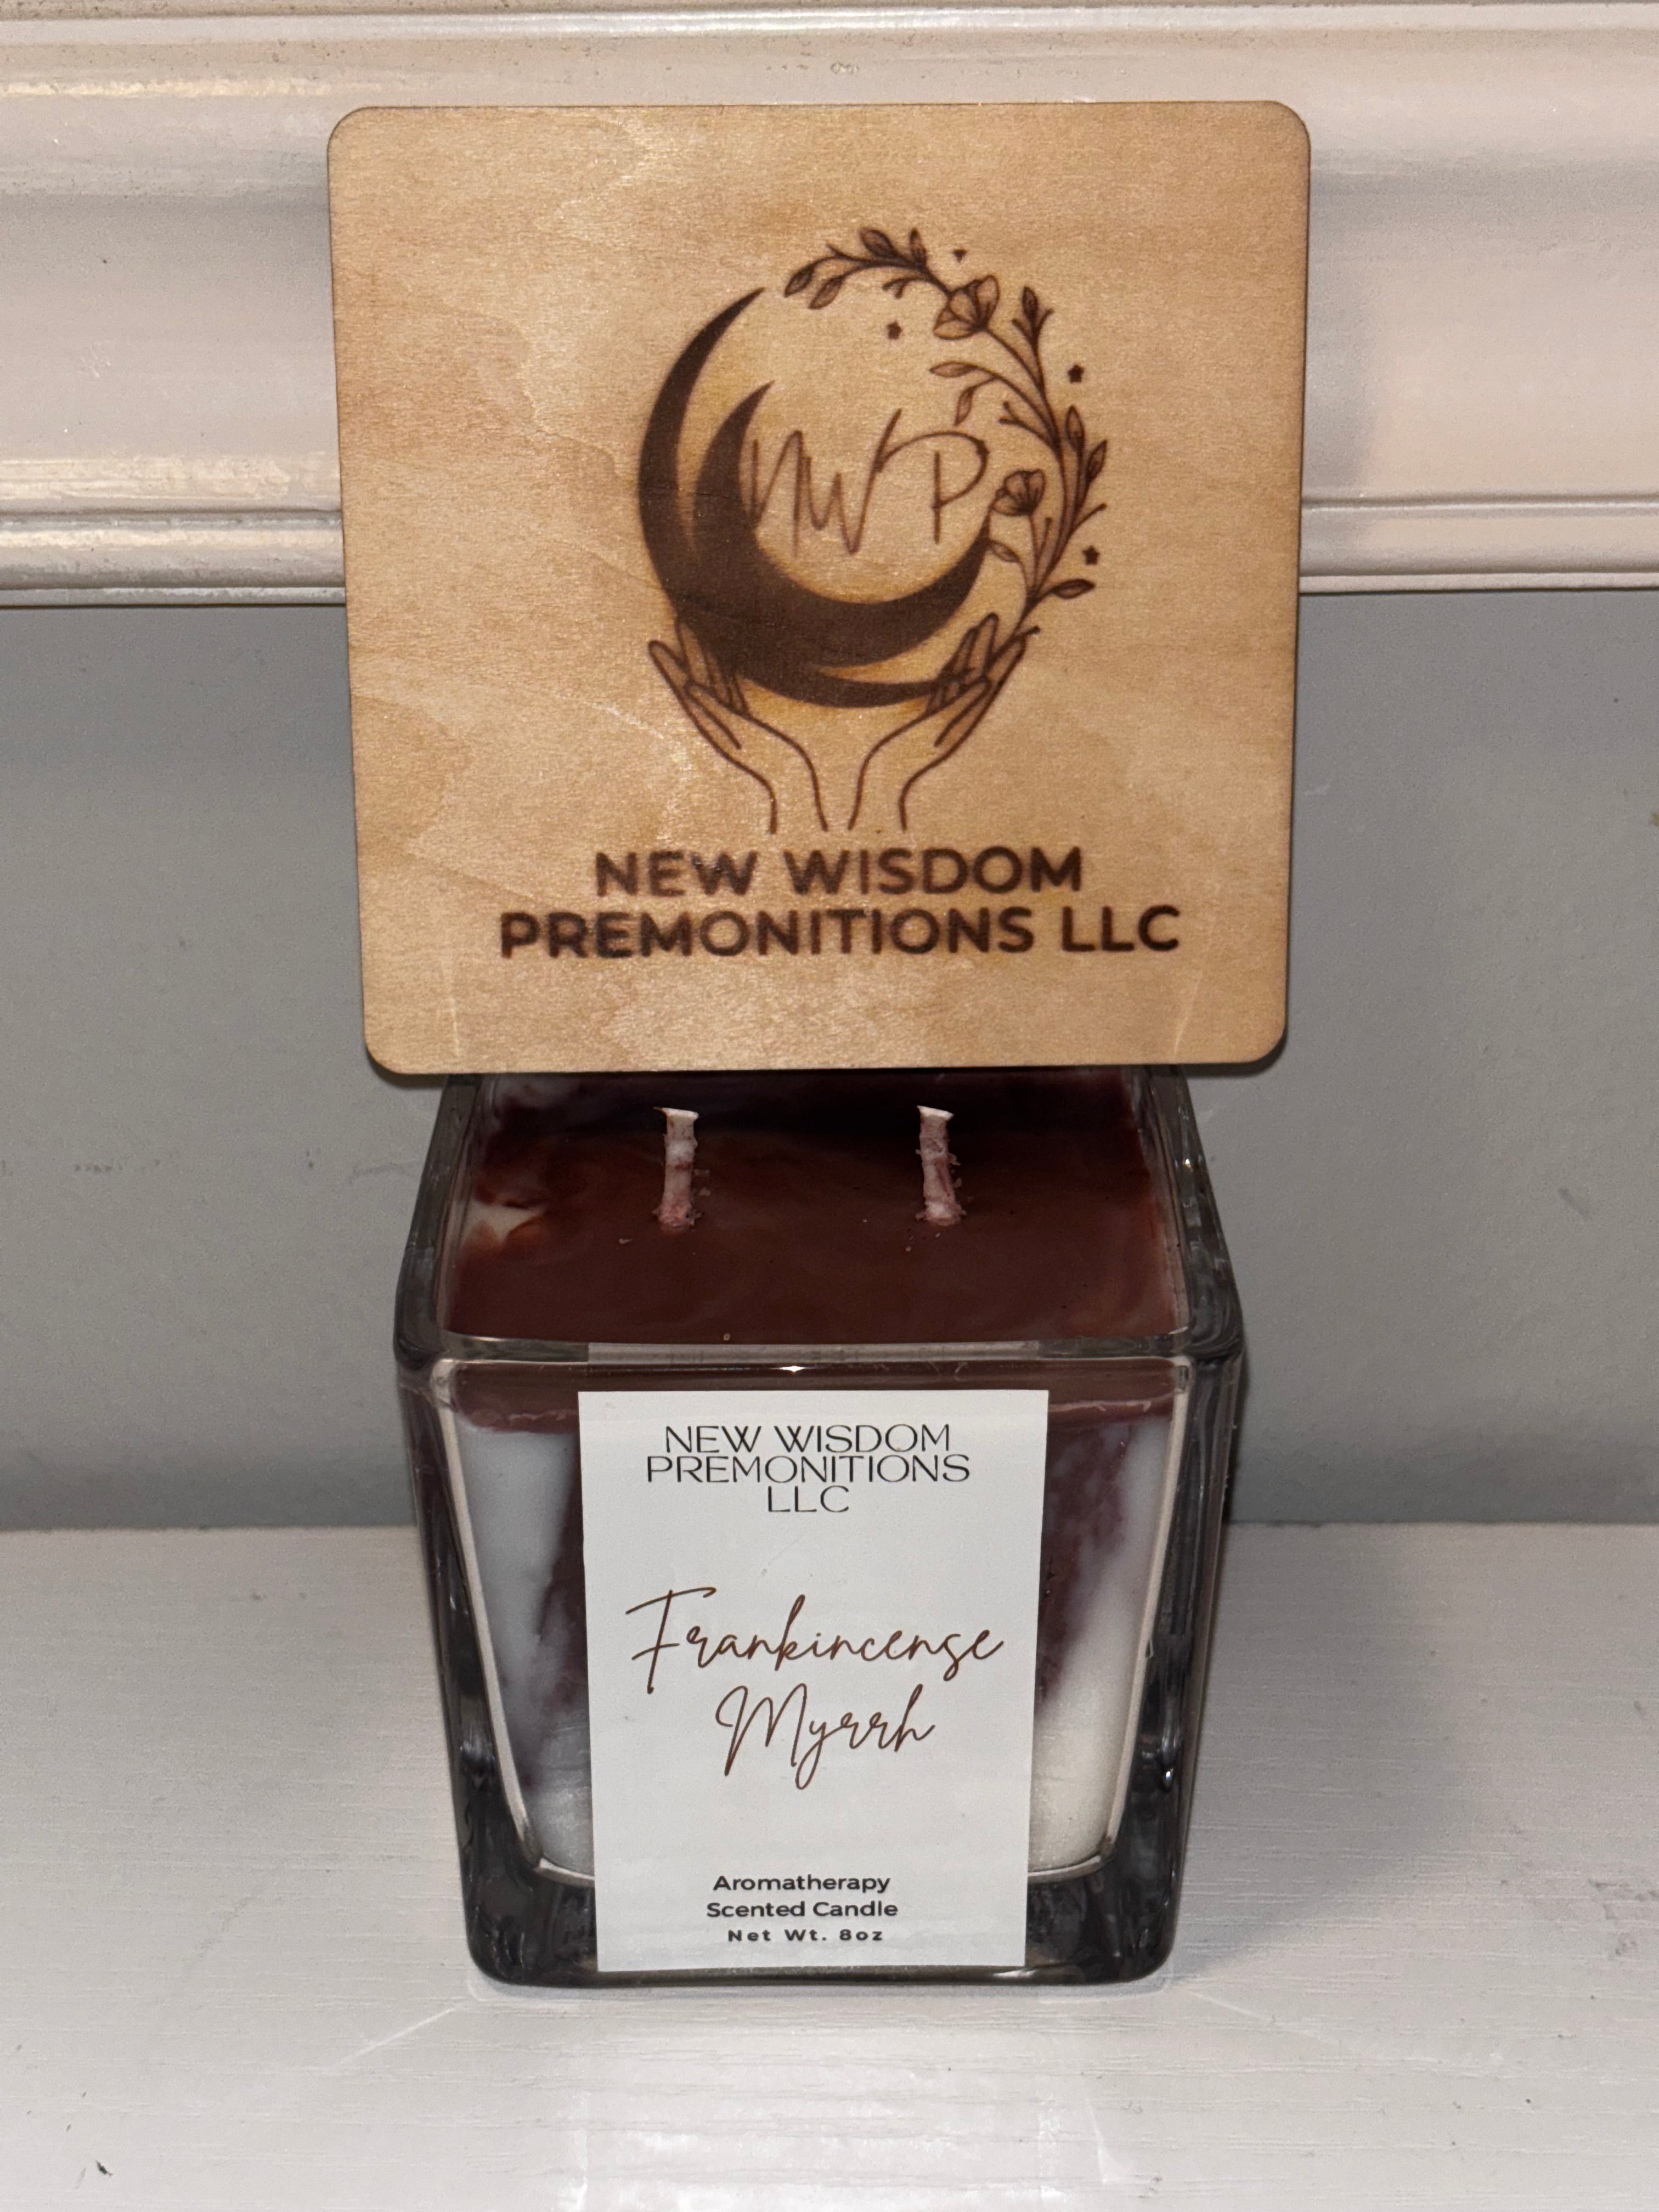 NWP
NEW WISDOM
PREMONITIONS LLC
NEW WISDOM
PREMONITIONS
LLC
Frankincense
Myrrh
Aromatherapy
Scented Candle
Net Wt. 8oz